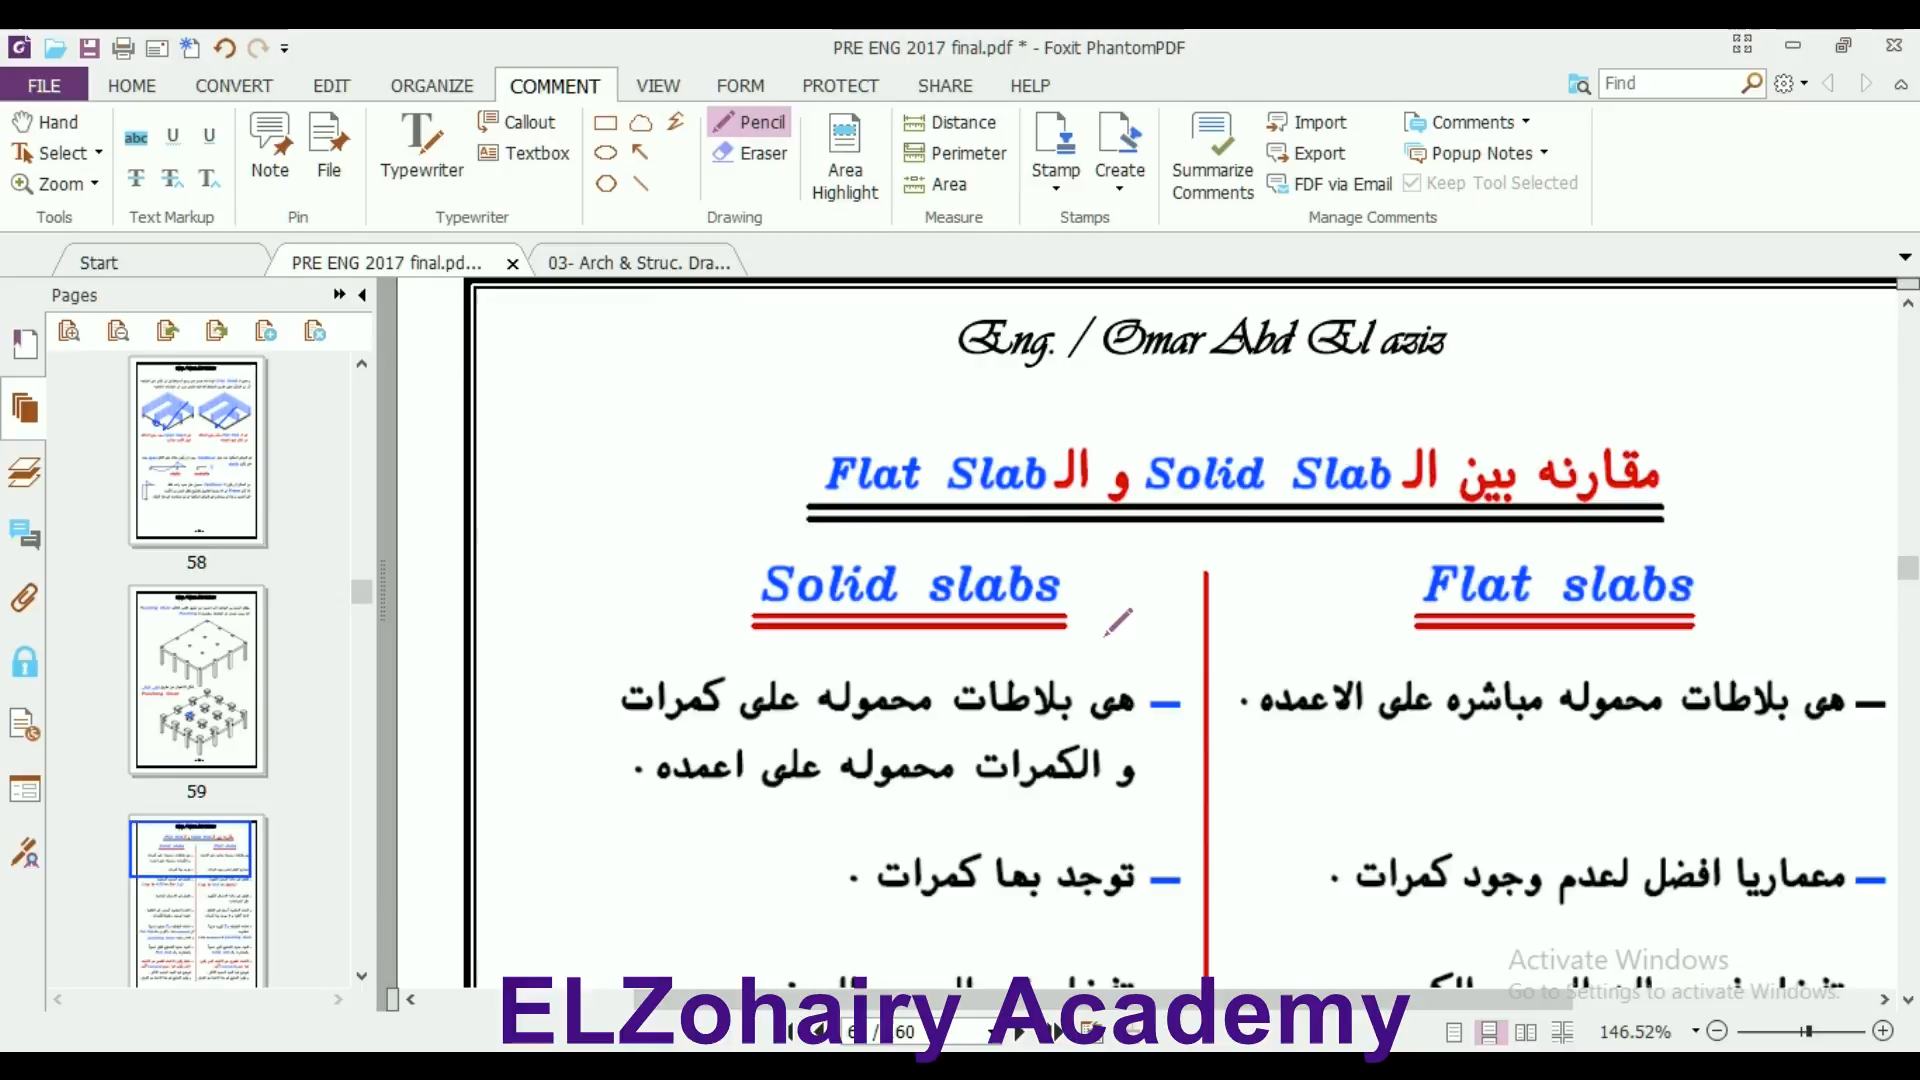 PRE ENG 2017 final.pdf * - Foxit PhantomPDF
FILE HOME CONVERT EDIT ORGANIZE COMMENT VIEW FORM PROTECT SHARE HELP Find
Hand
Select
Zoom
Tools
abc U U
T T T
Text Markup
Note File
Pin
Typewriter Callout
Textbox
Typewriter
Pencil
Eraser
Drawing
Area
Highlight
Distance
Perimeter
Area
Measure
Stamp Create
Stamps
Summarize
Comments
Import
Export
FDF via Email
Comments
Popup Notes
Keep Tool Selected
Manage Comments
Start PRE ENG 2017 final.pd... 03- Arch & Struc. Dra...
Pages
58
59
Eng. / Omar Abd El aziz
مقارنه بين الـ Solid Slab و الـ Flat Slab
Solid slabs
Flat slabs
هى بلاطات محموله على كمرات
و الكمرات محموله على اعمده .
هى بلاطات محموله مباشره على الاعمده .
توجد بها كمرات .
معماريا افضل لعدم وجود كمرات .
Activate Windows
Go to Settings to activate Windows.
ELZohairy Academy
146.52%